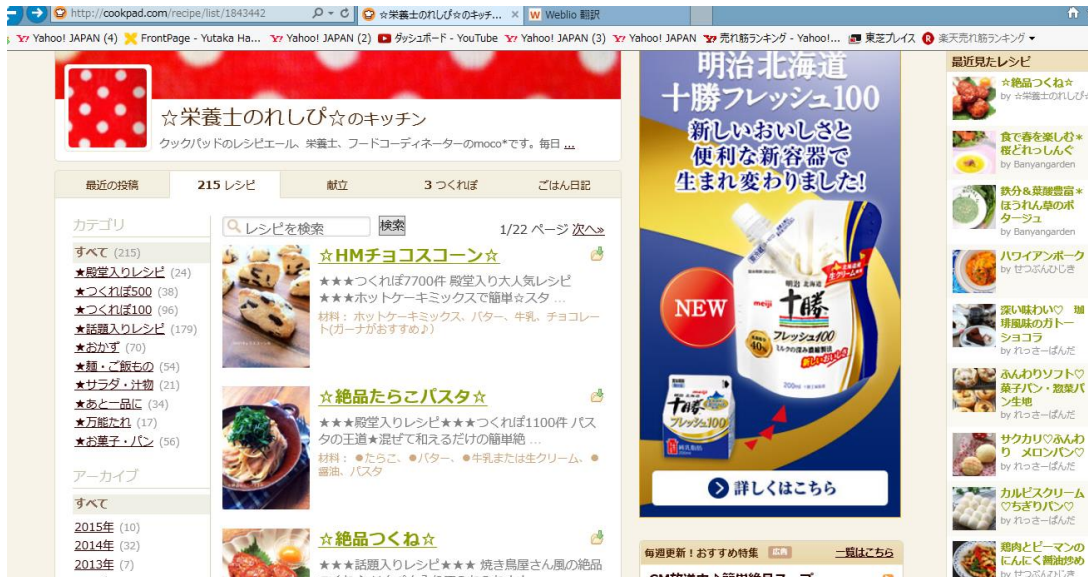 http://cookpad.com/recipe/list/1843442
☆栄養士のれしぴ☆のキッチ...
Weblio 翻訳
Yahoo! JAPAN (4)
FrontPage - Yutaka Ha...
Yahoo! JAPAN (2)
ダッシュボード - YouTube
Yahoo! JAPAN (3)
Yahoo! JAPAN
売れ筋ランキング - Yahoo!...
東芝プレイス
楽天売れ筋ランキング
☆栄養士のれしぴ☆のキッチン
クックパッドのレシピエール、栄養士、フードコーディネーターのmoco*です。毎日 ...
最近の投稿
215 レシピ
献立
3 つくれぽ
ごはん日記
カテゴリ
すべて (215)
★殿堂入りレシピ (24)
★つくれぽ500 (38)
★つくれぽ100 (96)
★話題入りレシピ (179)
★おかず (70)
★麺・ご飯もの (54)
★サラダ・汁物 (21)
★あと一品に (34)
★万能たれ (17)
★お菓子・パン (56)
アーカイブ
すべて
2015年 (10)
2014年 (32)
2013年 (7)
レシピを検索
検索
1/22 ページ 次へ»
☆HMチョコスコーン☆
★★★つくれぽ7700件 殿堂入り大人気レシピ
★★★ホットケーキミックスで簡単☆スタ ...
材料： ホットケーキミックス、バター、牛乳、チョコレー
ト(ガーナがおすすめ♪)
☆絶品たらこパスタ☆
★★★殿堂入りレシピ★★★つくれぽ1100件 パス
タの王道★混ぜて和えるだけの簡単絶 ...
材料： ●たらこ、●バター、●牛乳または生クリーム、●
醤油、パスタ
☆絶品つくね☆
★★★話題入りレシピ★★★ 焼き鳥屋さん風の絶品
明治北海道
十勝フレッシュ100
新しいおいしさと
便利な新容器で
生まれ変わりました!
NEW
meiji
明治 北海道
十勝
フレッシュ100
新しいおいしさ
40%
200ml
meiji
十勝
フレッシュ100
詳しくはこちら
毎週更新！おすすめ特集
広告
一覧はこちら
最近見たレシピ
☆絶品つくね☆
by ☆栄養士のれしぴ☆
食で春を楽しむ*
桜どれっしんぐ
by Banyangarden
鉄分＆葉酸豊富*
ほうれん草のポ
タージュ
by Banyangarden
ハワイアンポーク
by せつぶんひじき
深い味わい♡ 珈
琲風味のガトー
ショコラ
by れっさーぱんだ
ふんわりソフト♡
菓子パン・惣菜パ
ン生地
by れっさーぱんだ
サクカリ♡ふんわ
り メロンパン♡
by れっさーぱんだ
カルピスクリーム
♡ちぎりパン♡
by れっさーぱんだ
鶏肉とピーマンの
にんにく醤油炒め
by せつぶんひじき